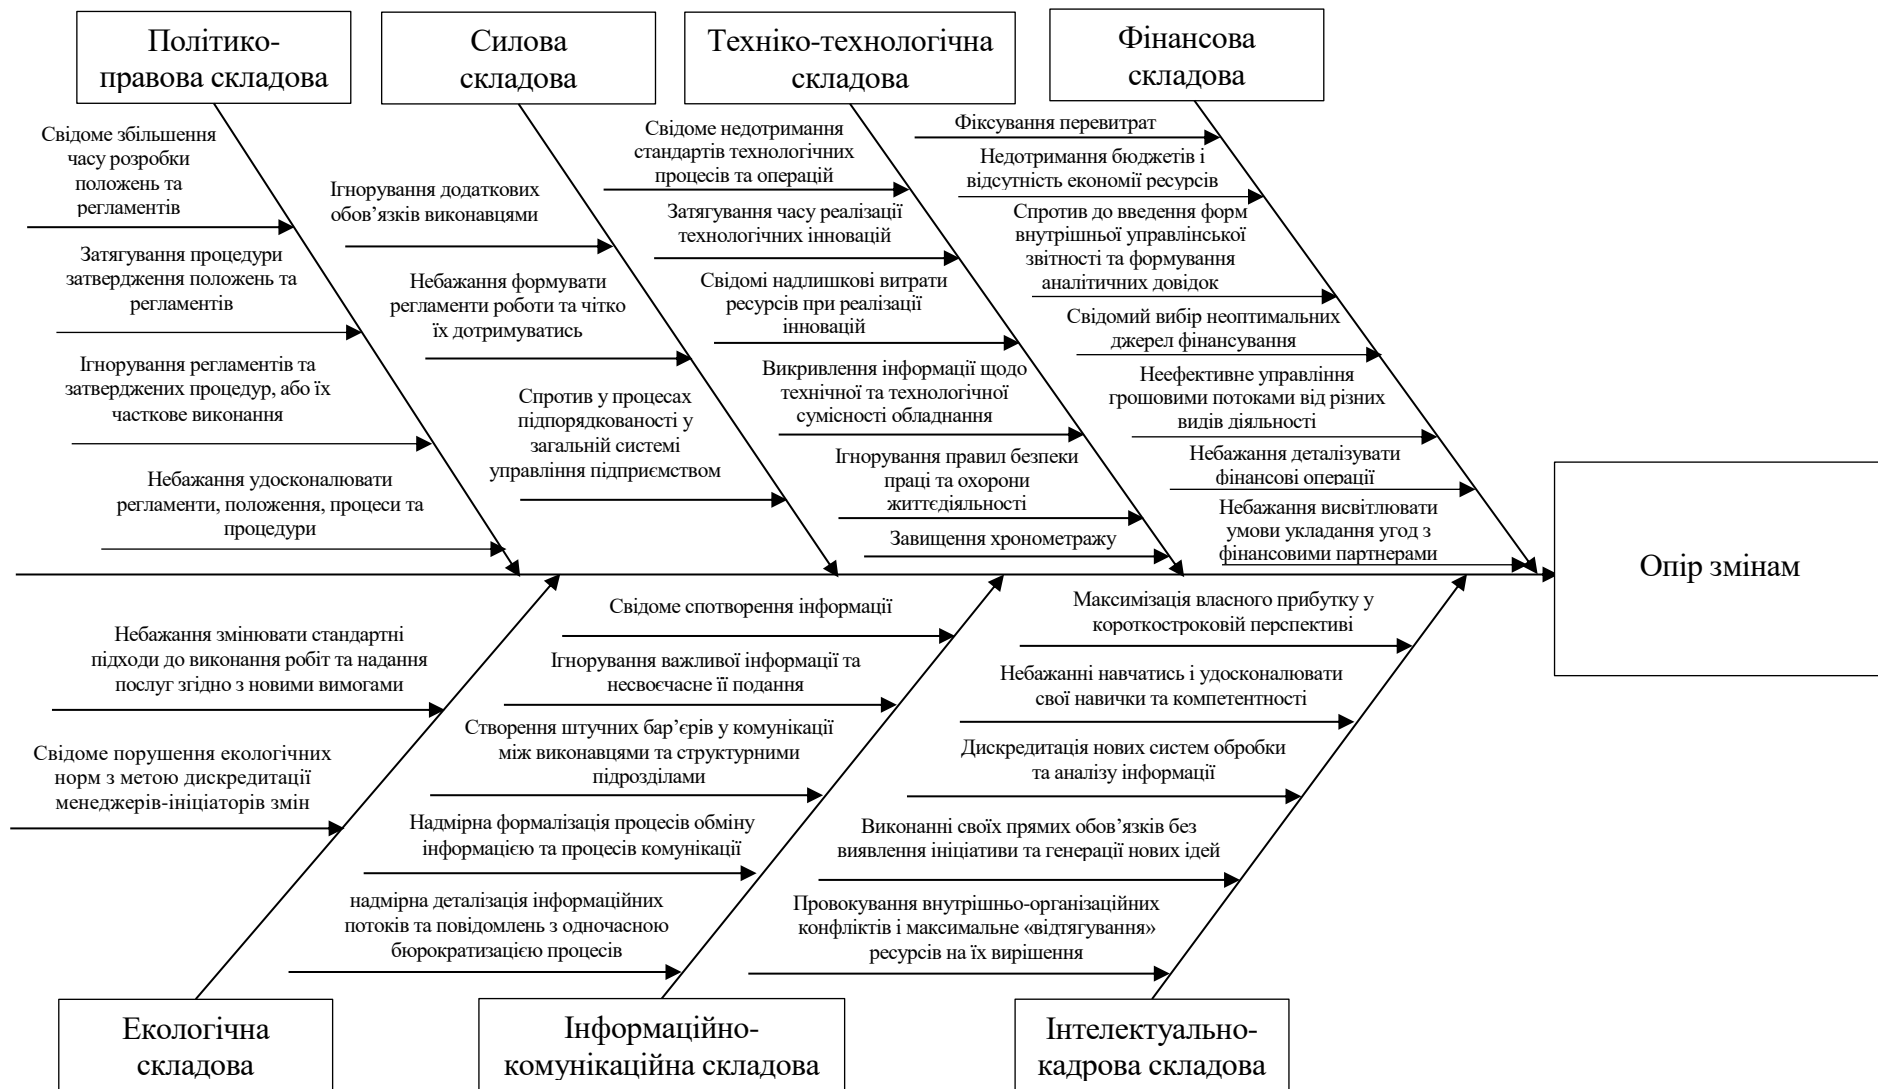 Політико-
правова складова
Силова
складова
Техніко-технологічна
складова
Фінансова
складова
Свідоме збільшення
часу розробки
положень та
регламентів
Затягування процедури
затвердження положень та
регламентів
Ігнорування регламентів та
затверджених процедур, або їх
часткове виконання
Небажання удосконалювати
регламенти, положення, процеси та
процедури
Ігнорування додаткових
обов’язків виконавцями
Небажання формувати
регламенти роботи та чітко
їх дотримуватись
Спротив у процесах
підпорядкованості у
загальній системі
управління підприємством
Свідоме недотримання
стандартів технологічних
процесів та операцій
Затягування часу реалізації
технологічних інновацій
Свідомі надлишкові витрати
ресурсів при реалізації
інновацій
Викривлення інформації щодо
технічної та технологічної
сумісності обладнання
Ігнорування правил безпеки
праці та охорони
життєдіяльності
Завищення хронометражу
Фіксування перевитрат
Недотримання бюджетів і
відсутність економії ресурсів
Спротив до введення форм
внутрішньої управлінської
звітності та формування
аналітичних довідок
Свідомий вибір неоптимальних
джерел фінансування
Неефективне управління
грошовими потоками від різних
видів діяльності
Небажання деталізувати
фінансові операції
Небажання висвітлювати
умови укладання угод з
фінансовими партнерами
Опір змінам
Небажання змінювати стандартні
підходи до виконання робіт та надання
послуг згідно з новими вимогами
Свідоме порушення екологічних
норм з метою дискредитації
менеджерів-ініціаторів змін
Свідоме спотворення інформації
Ігнорування важливої інформації та
несвоєчасне її подання
Створення штучних бар’єрів у комунікації
між виконавцями та структурними
підрозділами
Надмірна формалізація процесів обміну
інформацією та процесів комунікації
надмірна деталізація інформаційних
потоків та повідомлень з одночасною
бюрократизацією процесів
Максимізація власного прибутку у
короткостроковій перспективі
Небажанні навчатись і удосконалювати
свої навички та компетентності
Дискредитація нових систем обробки
та аналізу інформації
Виконанні своїх прямих обов’язків без
виявлення ініціативи та генерації нових ідей
Провокування внутрішньо-організаційних
конфліктів і максимальне «відтягування»
ресурсів на їх вирішення
Екологічна
складова
Інформаційно-
комунікаційна складова
Інтелектуально-
кадрова складова